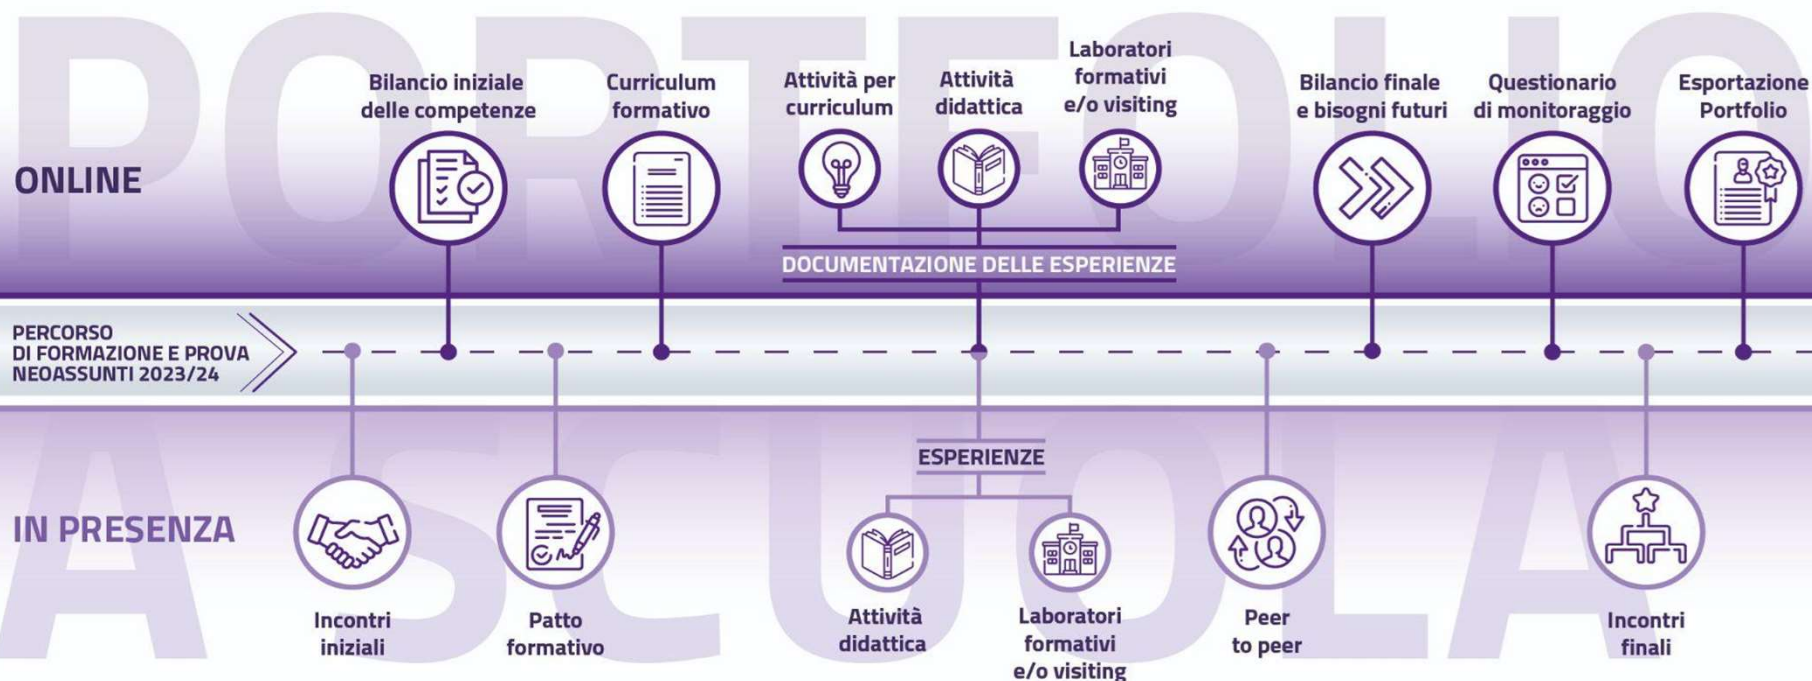 PORTFOLIO
Bilancio iniziale
delle competenze
Curriculum
formativo
Attività per
curriculum
Attività
didattica
Laboratori
formativi
e/o visiting
Bilancio finale
e bisogni futuri
Questionario
di monitoraggio
Esportazione
Portfolio
ONLINE
DOCUMENTAZIONE DELLE ESPERIENZE
PERCORSO
DI FORMAZIONE E PROVA
NEOASSUNTI 2023/24
A SCUOLA
ESPERIENZE
IN PRESENZA
Incontri
iniziali
Patto
formativo
Attività
didattica
Laboratori
formativi
e/o visiting
Peer
to peer
Incontri
finali